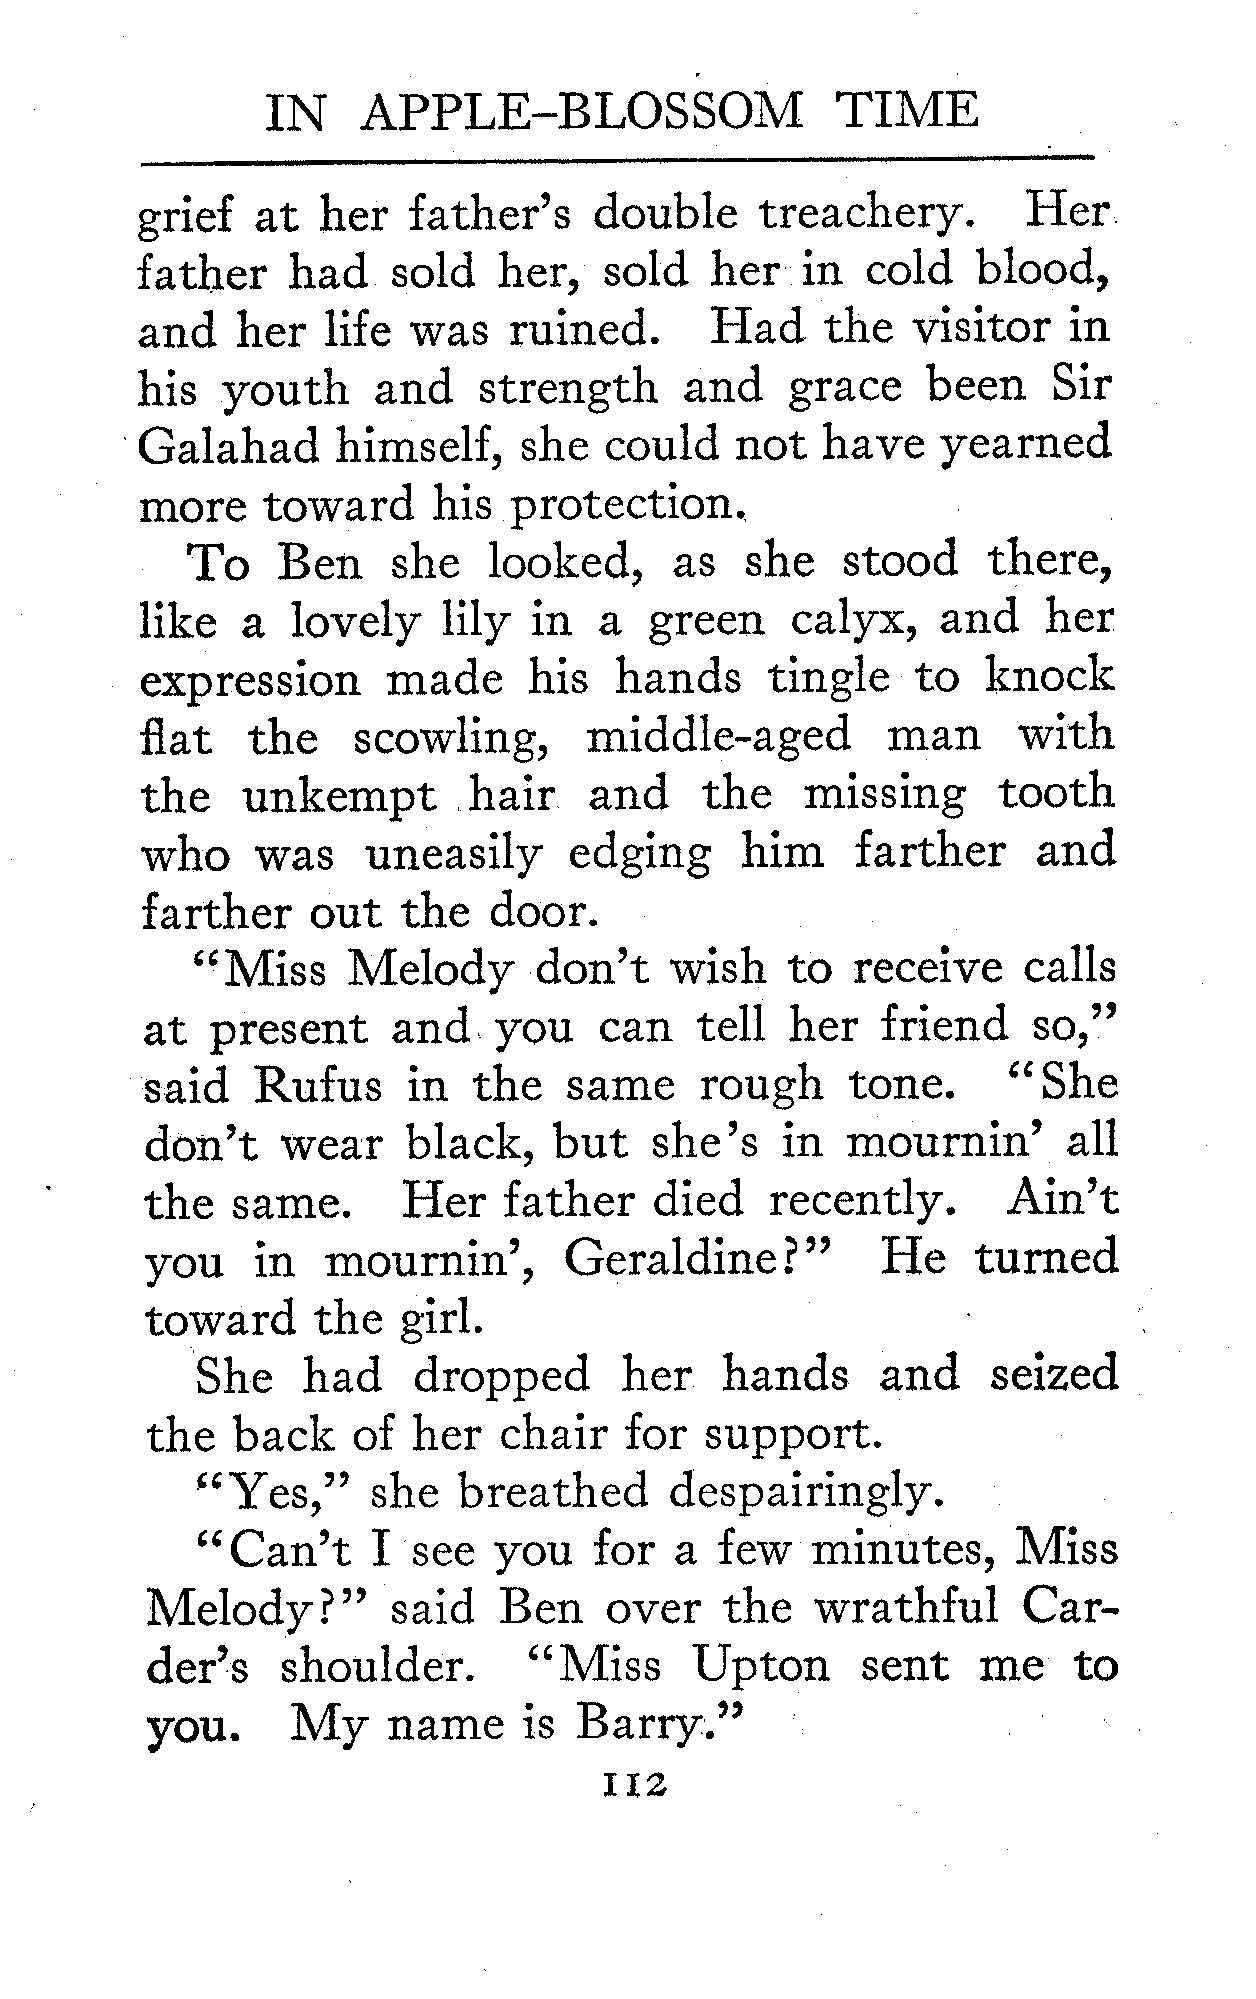 IN APPLE-BLOSSOM TIME
grief at her father's double treachery. Her
father had sold her, sold her in cold blood,
and her life was ruined. Had the visitor in
his youth and strength and grace been Sir
Galahad himself, she could not have yearned
more toward his protection.
To Ben she looked, as she stood there,
like a lovely lily in a green calyx, and her
expression made his hands tingle to knock
flat the scowling, middle-aged man with
the unkempt hair and the missing tooth
who was uneasily edging him farther and
farther out the door.
“Miss Melody don't wish to receive calls
at present and you can tell her friend so,”
said Rufus in the same rough tone. “She
don't wear black, but she's in mournin' all
the same. Her father died recently. Ain't
you in mournin', Geraldine?” He turned
toward the girl.
She had dropped her hands and seized
the back of her chair for support.
“Yes,” she breathed despairingly.
“Can't I see you for a few minutes, Miss
Melody?” said Ben over the wrathful Car-
der's shoulder. “Miss Upton sent me to
you. My name is Barry.”
112